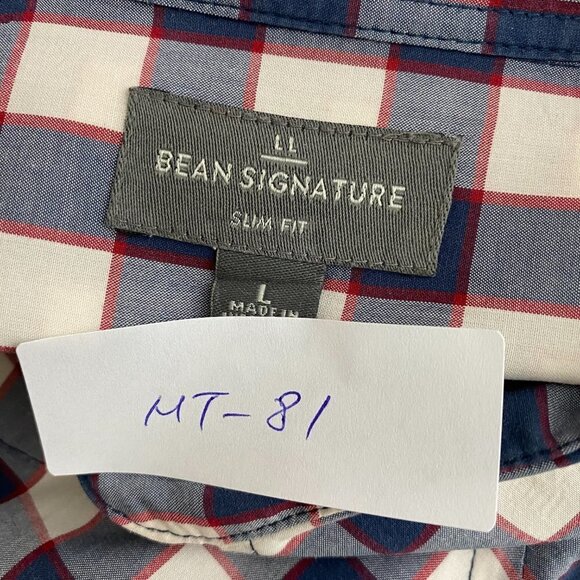 LL
BEAN SIGNATURE
SLIM FIT
L
MADE IN
MT-81